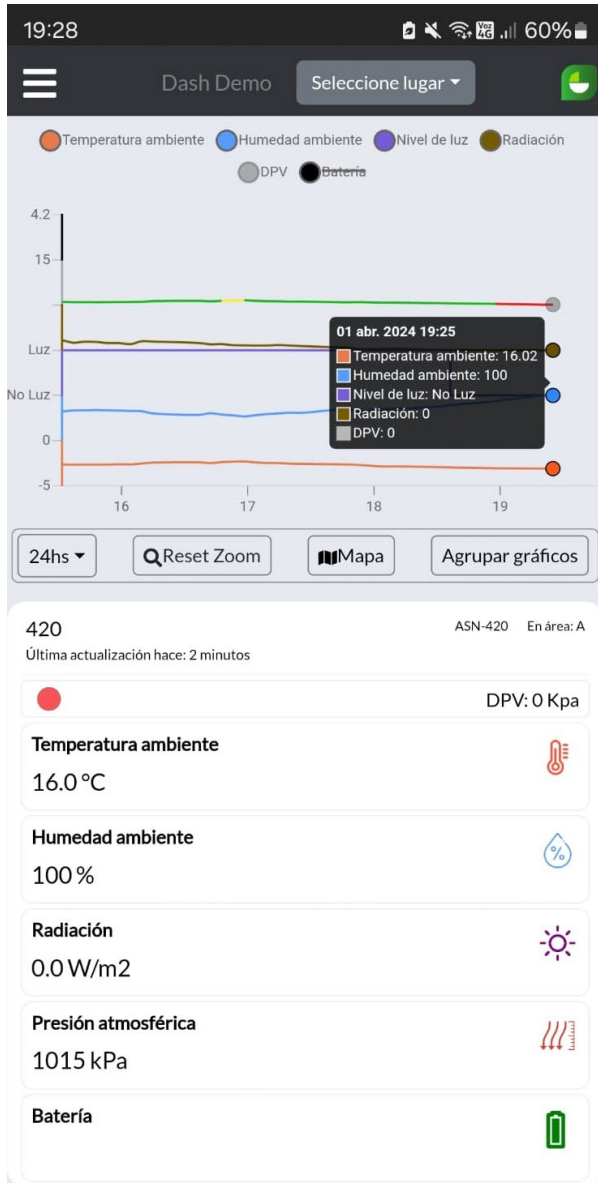 19:28
Voz 4G 60%
Dash Demo Seleccione lugar
Temperatura ambiente Humedad ambiente Nivel de luz Radiación
DPV Batería
4.2
15
Luz
No Luz
0
-5
16 17 18 19
01 abr. 2024 19:25
Temperatura ambiente: 16.02
Humedad ambiente: 100
Nivel de luz: No Luz
Radiación: 0
DPV: 0
24hs Reset Zoom Mapa Agrupar gráficos
420 ASN-420 En área: A
Última actualización hace: 2 minutos
DPV: 0 Kpa
Temperatura ambiente
16.0 °C
Humedad ambiente
%
100 %
Radiación
0.0 W/m2
Presión atmosférica
1015 kPa
Batería